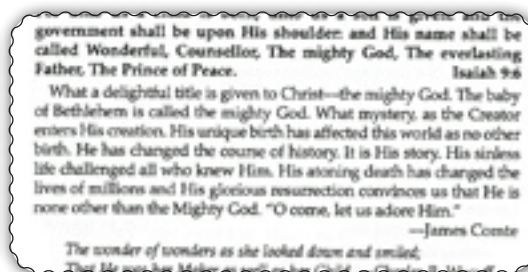 government shall be upon His shoulder: and His name shall be
called Wonderful, Counsellor, The mighty God, The everlasting
Father, The Prince of Peace. Isaiah 9:6
What a delightful title is given to Christ—the mighty God. The baby
of Bethlehem is called the mighty God. What mystery, as the Creator
enters His creation. His unique birth has affected this world as no other
birth. He has changed the course of history. It is His story. His sinless
life challenged all who knew Him. His atoning death has changed the
lives of millions and His glorious resurrection convinces us that He is
none other than the Mighty God. "O come, let us adore Him."
—James Comte
The wonder of wonders as she looked down and smiled;